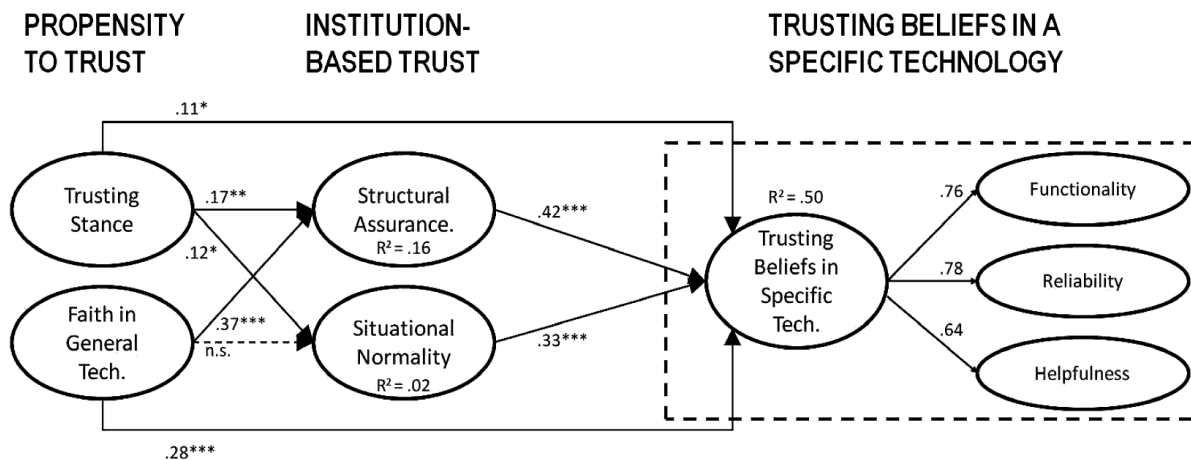 PROPENSITY
TO TRUST
INSTITUTION-
BASED TRUST
TRUSTING BELIEFS IN A
SPECIFIC TECHNOLOGY
.11*
Trusting
Stance
.17**
.12*
Structural
Assurance.
R² = .16
.42***
Faith in
General
Tech.
.37***
n.s.
Situational
Normality
R² = .02
.33***
.28***
R² = .50
Trusting
Beliefs in
Specific
Tech.
.76
Functionality
.78
Reliability
.64
Helpfulness